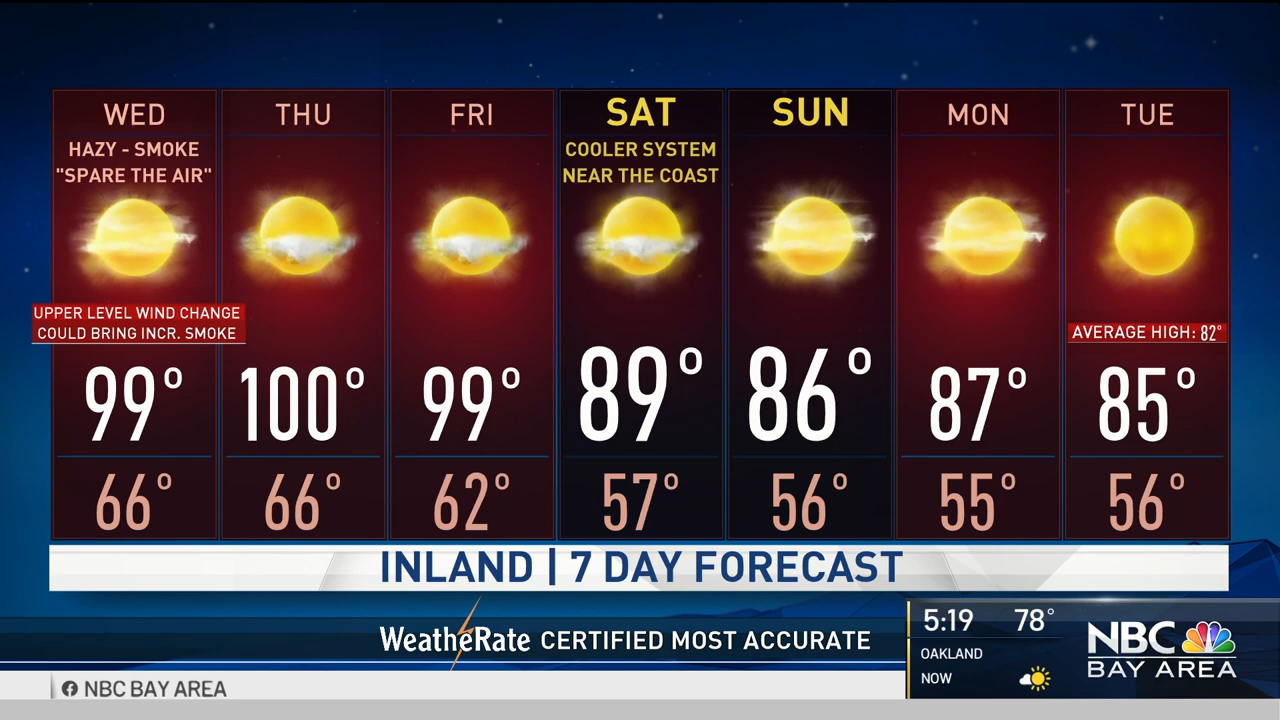 WED
THU
FRI
SAT
SUN
MON
TUE
HAZY - SMOKE
"SPARE THE AIR"
COOLER SYSTEM
NEAR THE COAST
UPPER LEVEL WIND CHANGE
COULD BRING INCR. SMOKE
AVERAGE HIGH: 82°
99° 100° 99° 89° 86° 87° 85°
66° 66° 62° 57° 56° 55° 56°
INLAND | 7 DAY FORECAST
WeatheRate CERTIFIED MOST ACCURATE
5:19 78°
OAKLAND
NOW
NBC
BAY AREA
NBC BAY AREA